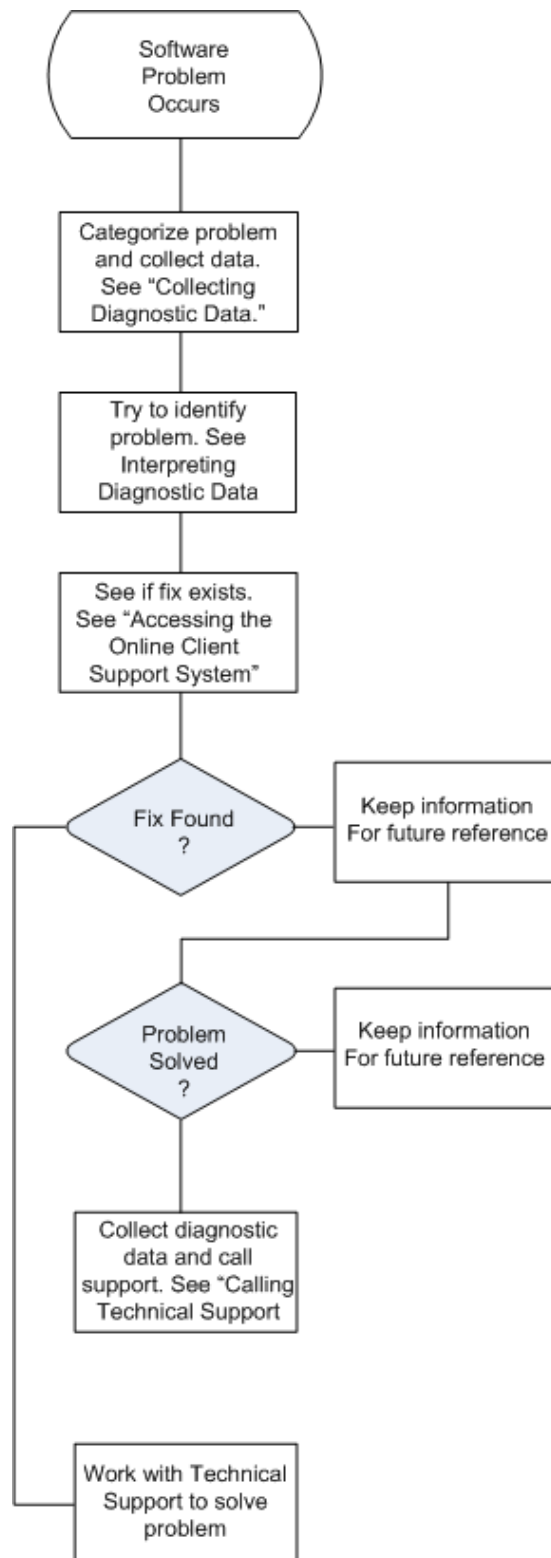 Software
Problem
Occurs
Categorize problem
and collect data.
See “Collecting
Diagnostic Data."
Try to identify
problem. See
Interpreting
Diagnostic Data
See if fix exists.
See “Accessing the
Online Client
Support System”
Fix Found
?
Keep information
For future reference
Problem
Solved
?
Keep information
For future reference
Collect diagnostic
data and call
support. See “Calling
Technical Support
Work with Technical
Support to solve
problem